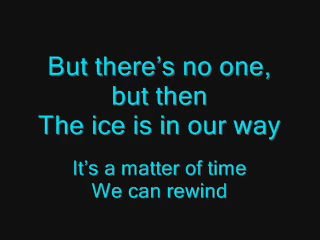 But there’s no one,
but then
The ice is in our way
It’s a matter of time
We can rewind